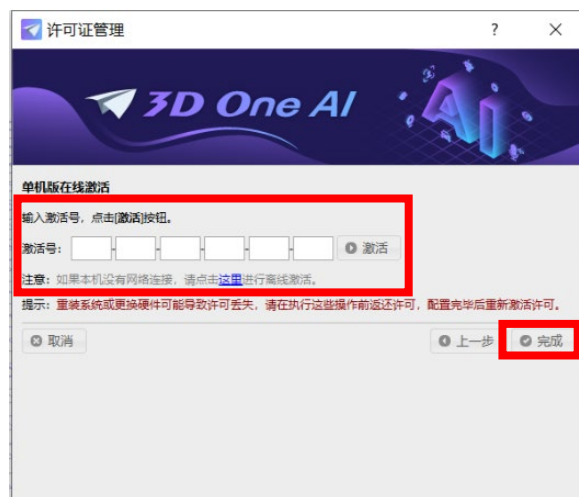 许可证管理
3D One AI
AI
单机版在线激活
输入激活号，点击[激活]按钮。
激活号： - - - - - 激活
注意：如果本机没有网络连接，请点击这里进行离线激活。
提示：重装系统或更换硬件可能导致许可丢失，请在执行这些操作前返还许可，配置完毕后重新激活许可。
取消 上一步 完成